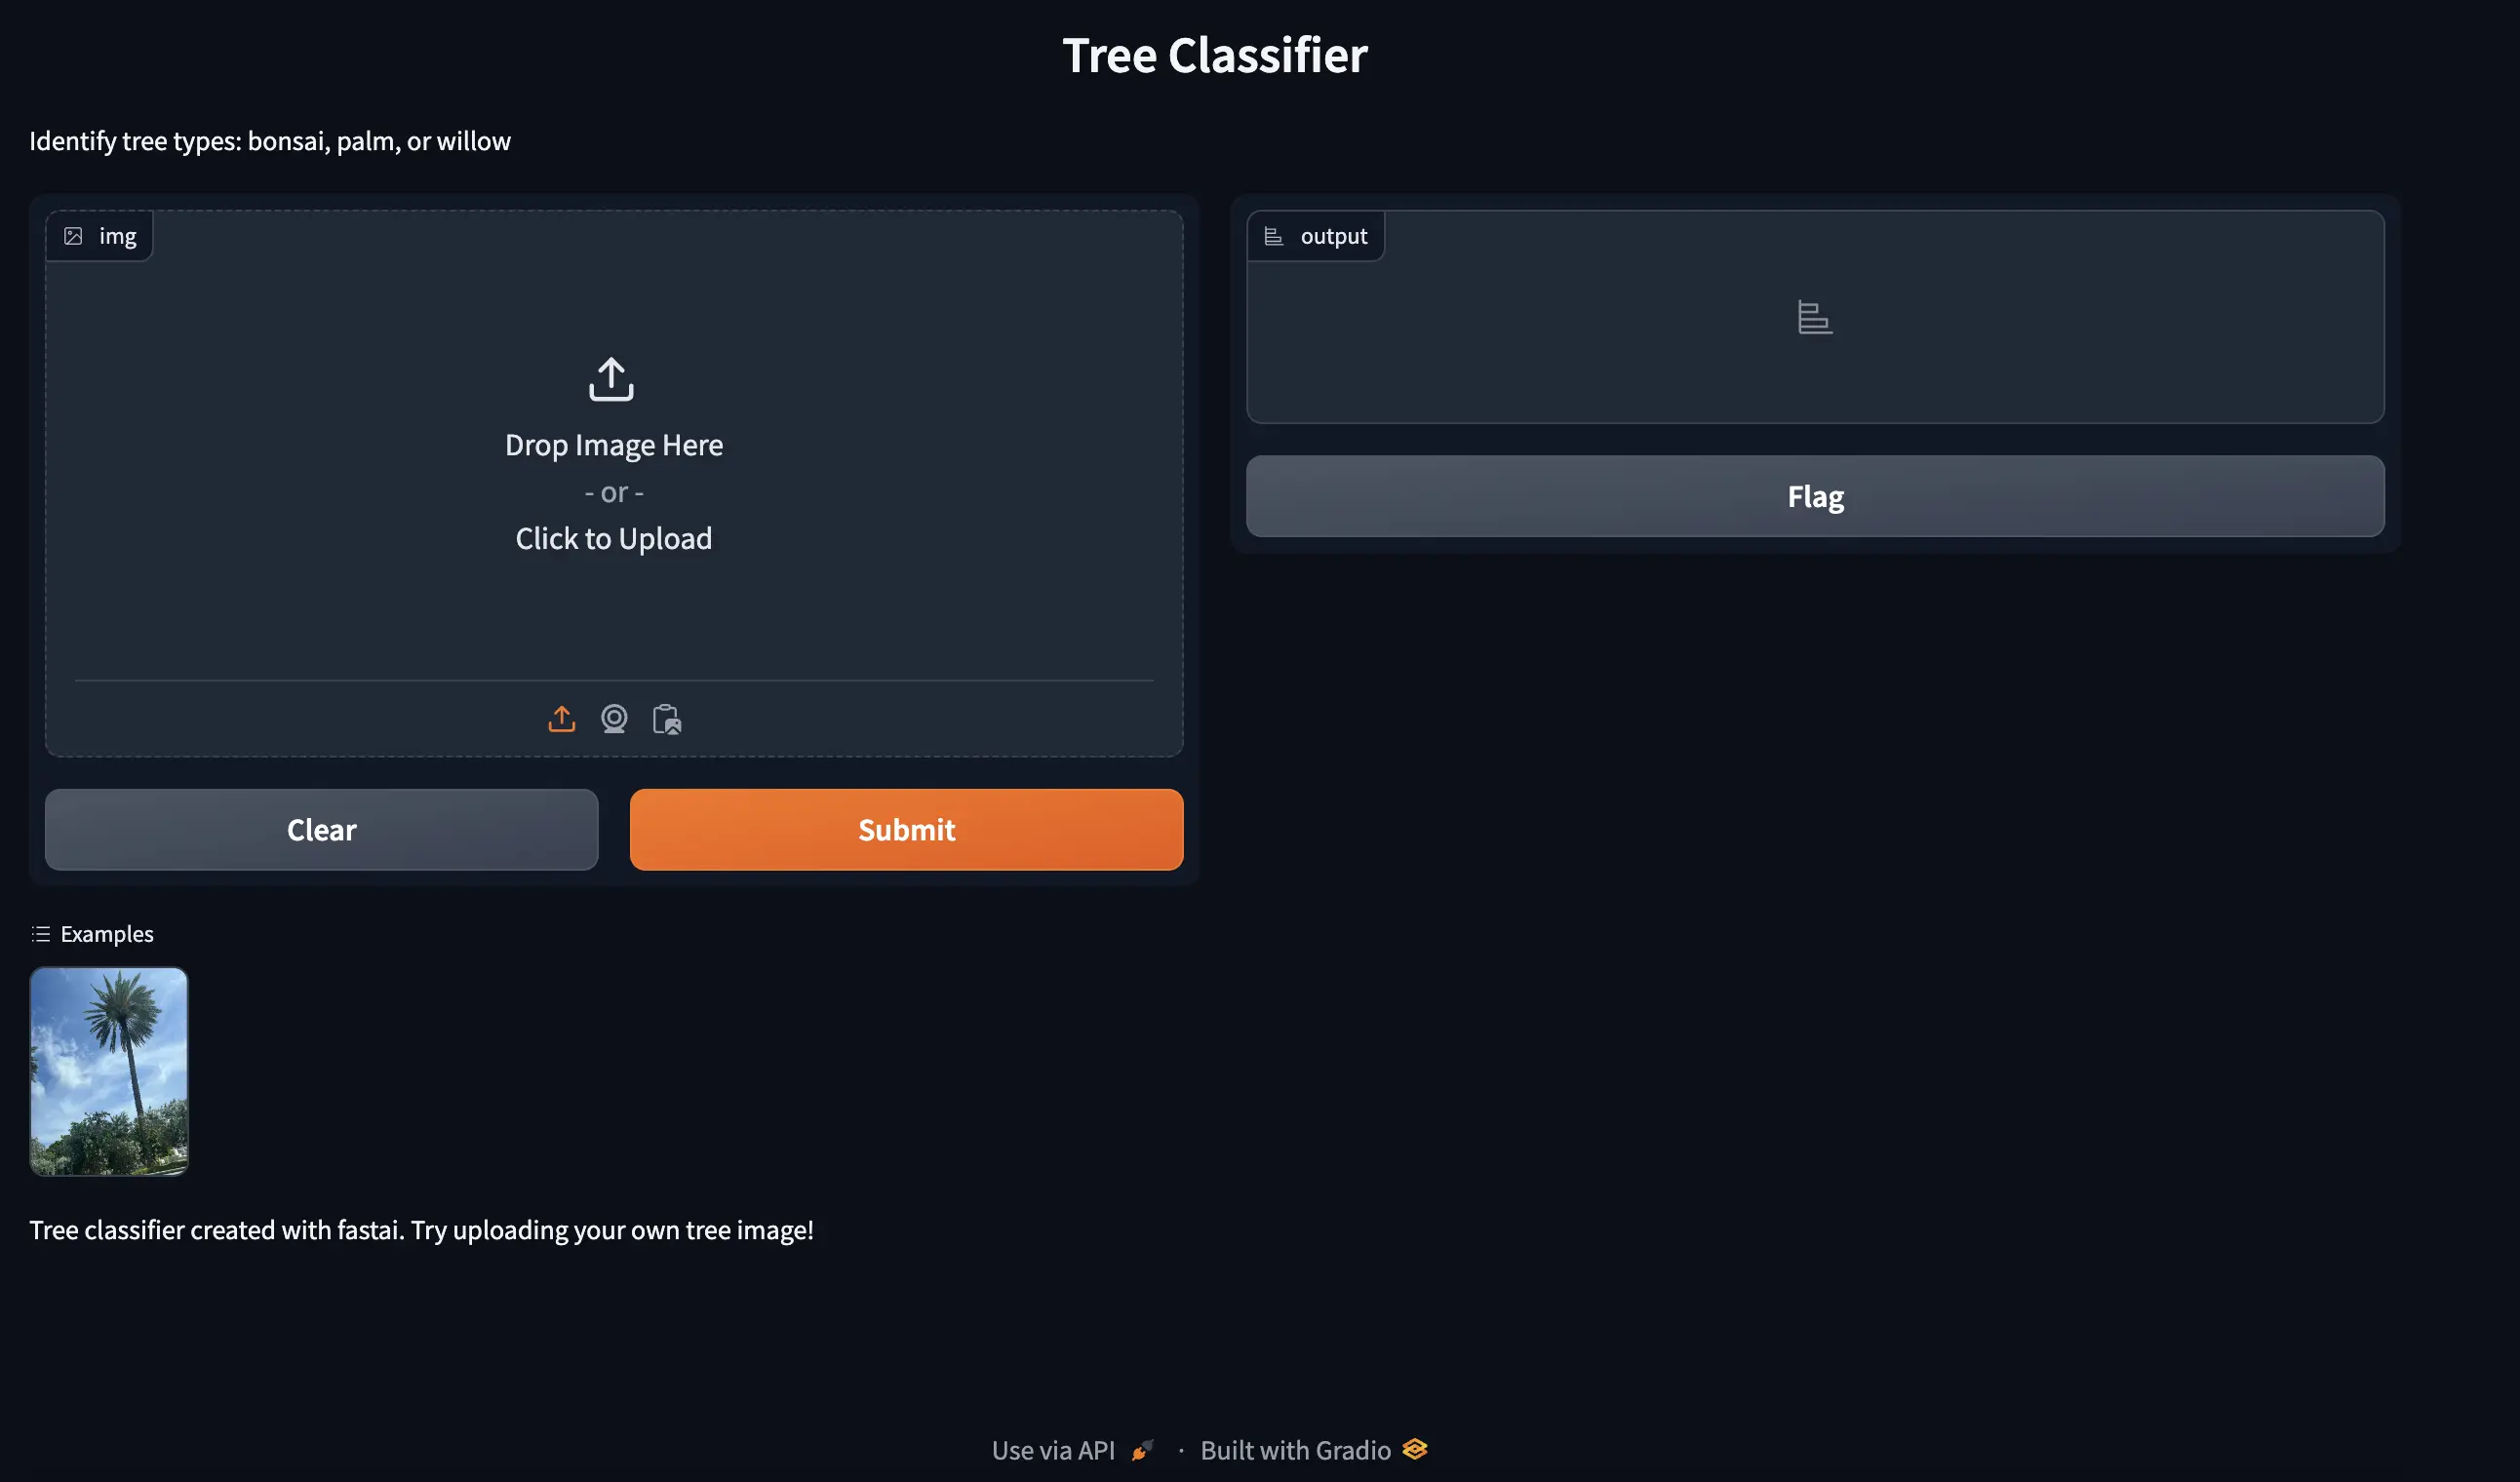 Tree Classifier
Identify tree types: bonsai, palm, or willow
img
Drop Image Here
- or -
Click to Upload
Clear
Submit
output
Flag
Examples
Tree classifier created with fastai. Try uploading your own tree image!
Use via API · Built with Gradio